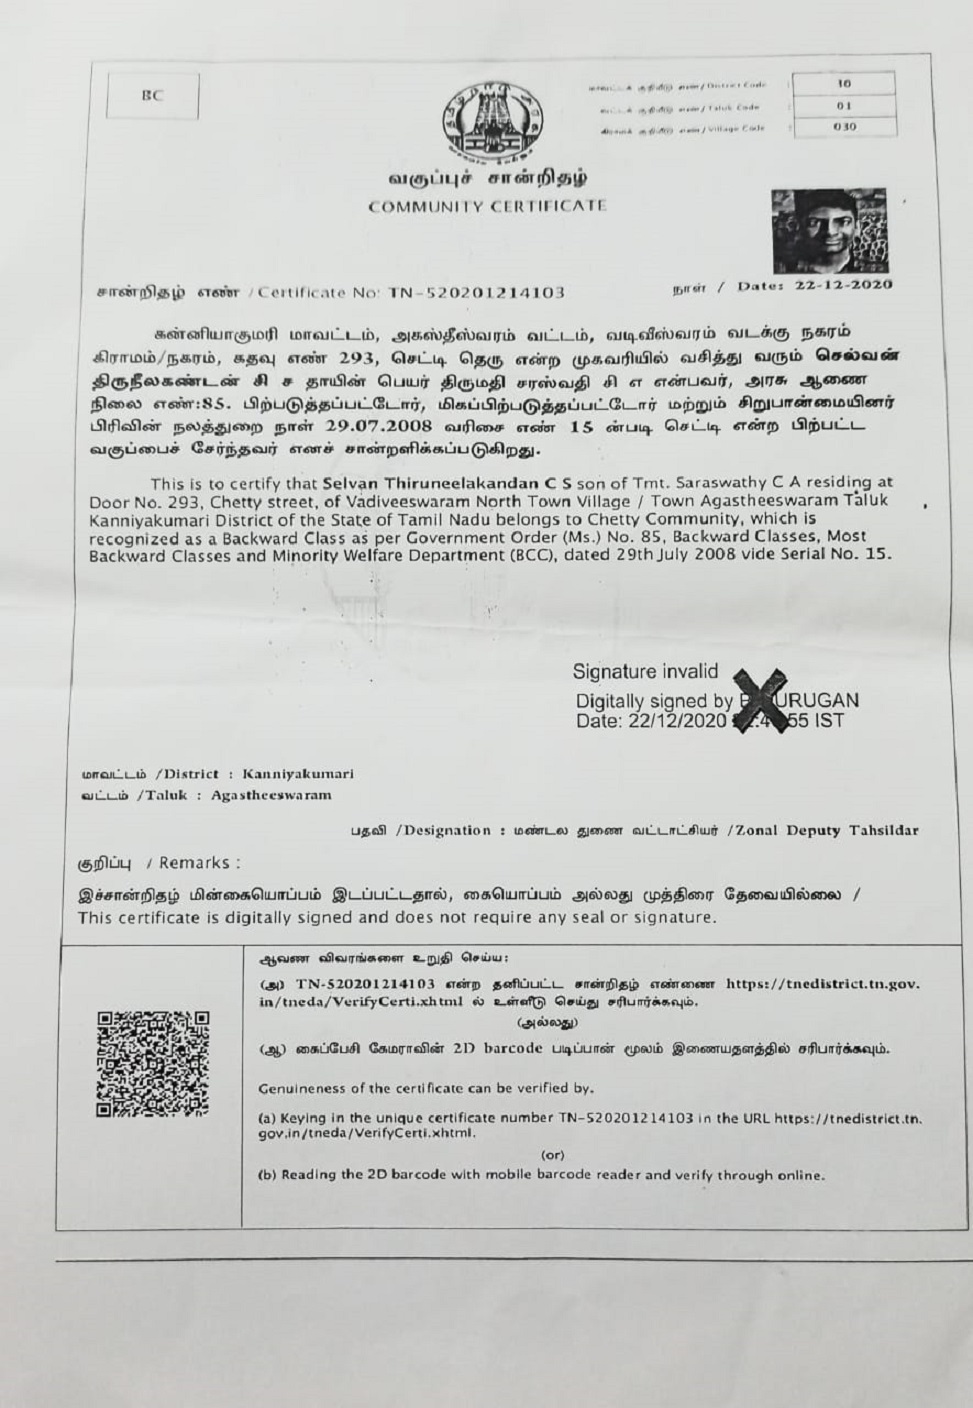 BC
மாவட்டக் குறியீடு எண் / District Code : 10
வட்டக் குறியீடு எண் / Taluk Code : 01
கிராமக் குறியீடு எண் / Village Code : 030
வகுப்புச் சான்றிதழ்
COMMUNITY CERTIFICATE
சான்றிதழ் எண் / Certificate No: TN-520201214103
நாள் / Date: 22-12-2020
கன்னியாகுமரி மாவட்டம், அகஸ்தீஸ்வரம் வட்டம், வடிவீஸ்வரம் வடக்கு நகரம்
கிராமம்/நகரம், கதவு எண் 293, செட்டி தெரு என்ற முகவரியில் வசித்து வரும் செல்வன்
திருநீலகண்டன் சி ச தாயின் பெயர் திருமதி சரஸ்வதி சி எ என்பவர், அரசு ஆணை
நிலை எண்:85. பிற்படுத்தப்பட்டோர், மிகப்பிற்படுத்தப்பட்டோர் மற்றும் சிறுபான்மையினர்
பிரிவின் நலத்துறை நாள் 29.07.2008 வரிசை எண் 15 ன்படி செட்டி என்ற பிற்பட்ட
வகுப்பைச் சேர்ந்தவர் எனச் சான்றளிக்கப்படுகிறது.
This is to certify that Selvan Thiruneelakandan C S son of Tmt. Saraswathy C A residing at
Door No. 293, Chetty street, of Vadiveeswaram North Town Village / Town Agastheeswaram Taluk
Kanniyakumari District of the State of Tamil Nadu belongs to Chetty Community, which is
recognized as a Backward Class as per Government Order (Ms.) No. 85, Backward Classes, Most
Backward Classes and Minority Welfare Department (BCC), dated 29th July 2008 vide Serial No. 15.
Signature invalid
Digitally signed by URUGAN
Date: 22/12/2020 55 IST
மாவட்டம் /District : Kanniyakumari
வட்டம் /Taluk : Agastheeswaram
பதவி /Designation : மண்டல துணை வட்டாட்சியர் /Zonal Deputy Tahsildar
குறிப்பு / Remarks :
இச்சான்றிதழ் மின்கையொப்பம் இடப்பட்டதால், கையொப்பம் அல்லது முத்திரை தேவையில்லை /
This certificate is digitally signed and does not require any seal or signature.
ஆவண விவரங்களை உறுதி செய்ய:
(அ) TN-520201214103 என்ற தனிப்பட்ட சான்றிதழ் எண்ணை https://tnedistrict.tn.gov.
in/tneda/VerifyCerti.xhtml ல் உள்ளீடு செய்து சரிபார்க்கவும்.
(அல்லது)
(ஆ) கைப்பேசி கேமராவின் 2D barcode படிப்பான் மூலம் இணையதளத்தில் சரிபார்க்கவும்.
Genuineness of the certificate can be verified by.
(a) Keying in the unique certificate number TN-520201214103 in the URL https://tnedistrict.tn.
gov.in/tneda/VerifyCerti.xhtml.
(or)
(b) Reading the 2D barcode with mobile barcode reader and verify through online.